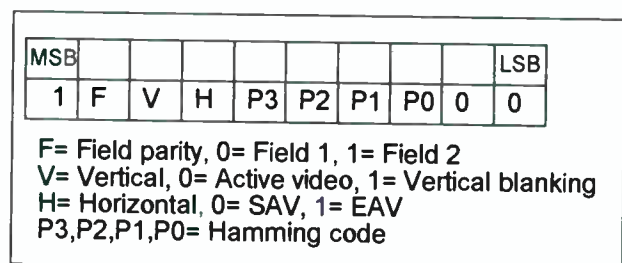 MSB LSB
1 F V H P3 P2 P1 P0 0 0
F= Field parity, 0= Field 1, 1= Field 2
V= Vertical, 0= Active video, 1= Vertical blanking
H= Horizontal, 0= SAV, 1= EAV
P3,P2,P1,P0= Hamming code